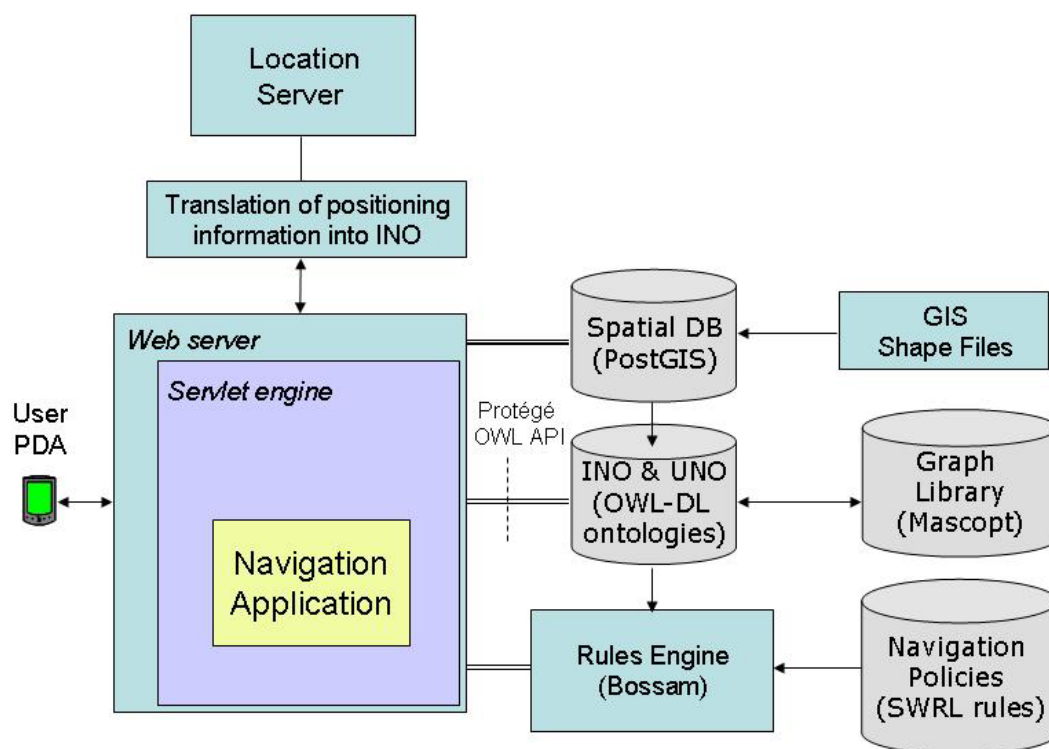 Location
Server
Translation of positioning
information into INO
Web server
Servlet engine
Navigation
Application
User
PDA
Protégé
OWL API
Spatial DB
(PostGIS)
GIS
Shape Files
INO & UNO
(OWL-DL
ontologies)
Graph
Library
(Mascopt)
Rules Engine
(Bossam)
Navigation
Policies
(SWRL rules)